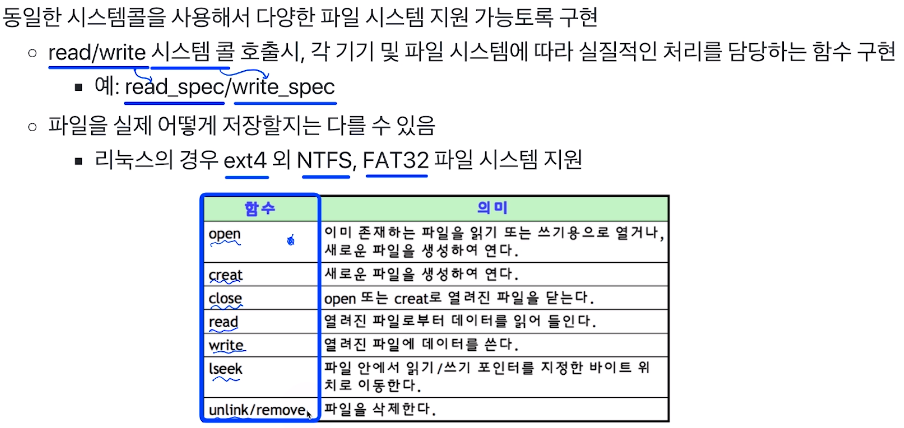 동일한 시스템콜을 사용해서 다양한 파일 시스템 지원 가능토록 구현
read/write 시스템 콜 호출시, 각 기기 및 파일 시스템에 따라 실질적인 처리를 담당하는 함수 구현
예: read_spec/write_spec
파일을 실제 어떻게 저장할지는 다를 수 있음
리눅스의 경우 ext4 외 NTFS, FAT32 파일 시스템 지원
함수 의미
open 이미 존재하는 파일을 읽기 또는 쓰기용으로 열거나,
새로운 파일을 생성하여 연다.
creat 새로운 파일을 생성하여 연다.
close open 또는 creat로 열려진 파일을 닫는다.
read 열려진 파일로부터 데이터를 읽어 들인다.
write 열려진 파일에 데이터를 쓴다.
lseek 파일 안에서 읽기/쓰기 포인터를 지정한 바이트 위
치로 이동한다.
unlink/remove 파일을 삭제한다.